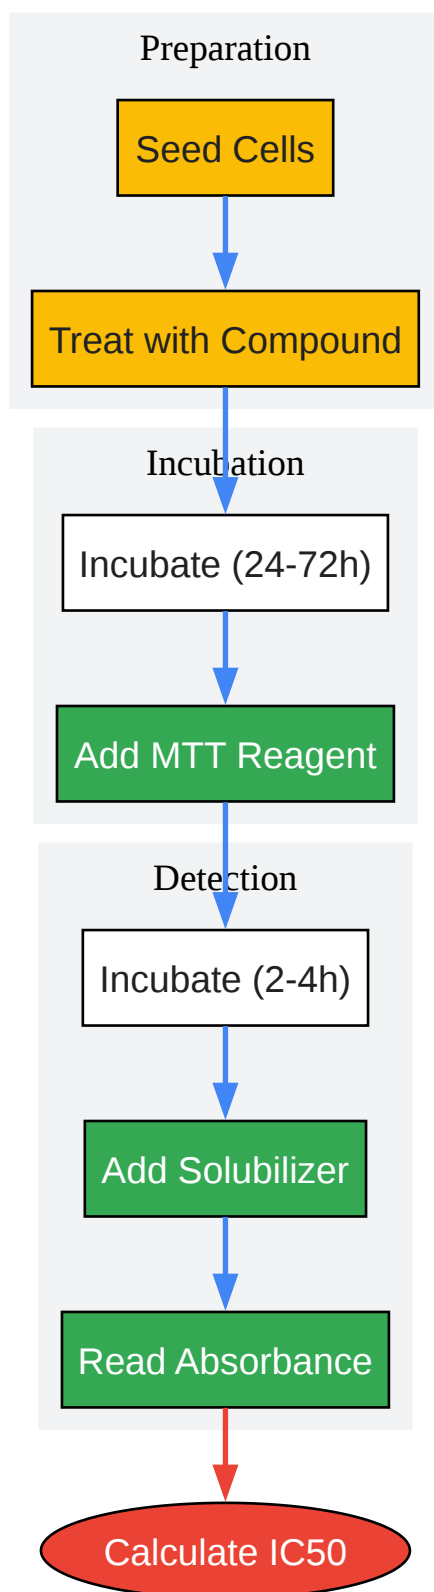 Preparation
Seed Cells
Treat with Compound
Incubation
Incubate (24-72h)
Add MTT Reagent
Detection
Incubate (2-4h)
Add Solubilizer
Read Absorbance
Calculate IC50